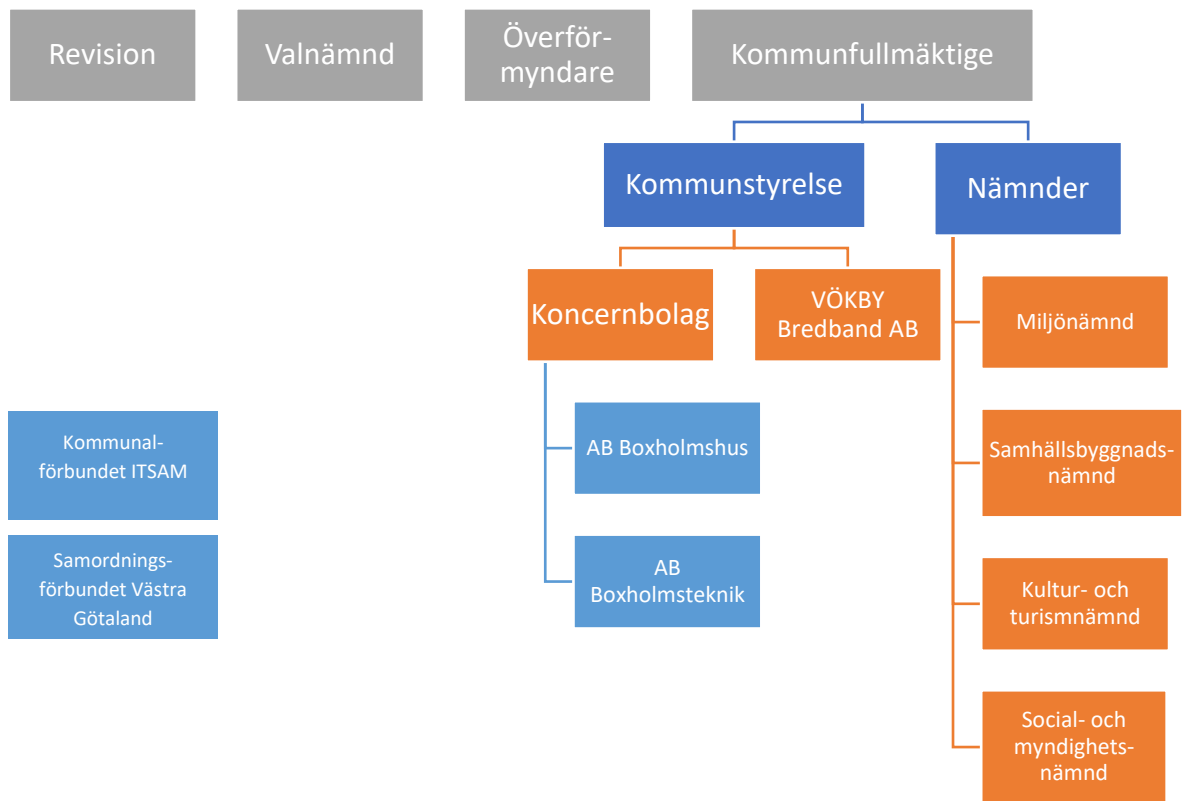 Revision
Valnämnd
Överför-
myndare
Kommunfullmäktige
Kommunstyrelse
Nämnder
Koncernbolag
VÖKBY
Bredband AB
Miljönämnd
Kommunal-
förbundet ITSAM
AB Boxholmshus
Samhällsbyggnads-
nämnd
Samordnings-
förbundet Västra
Götaland
AB
Boxholmsteknik
Kultur- och
turismnämnd
Social- och
myndighets-
nämnd